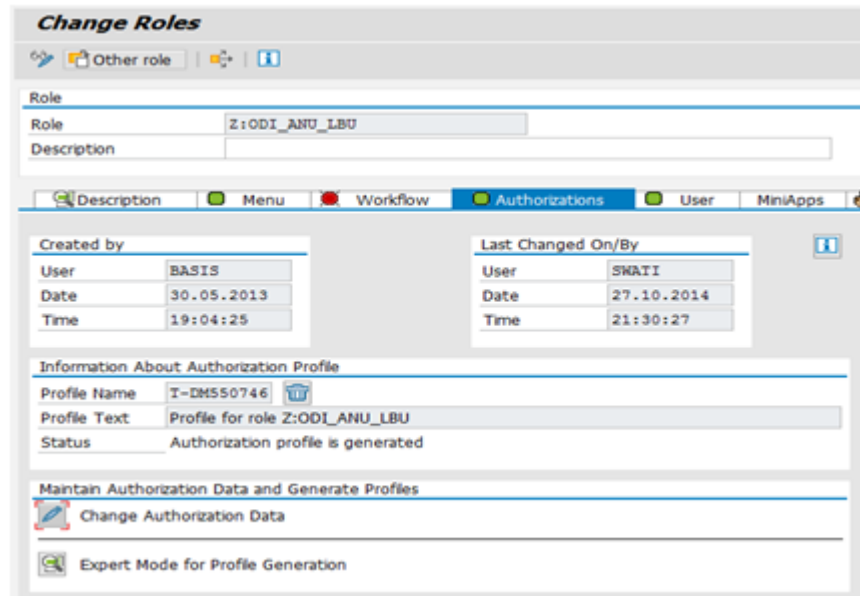 Change Roles
Other role
Role
Role Z:ODI_ANU_LBU
Description
Description Menu Workflow Authorizations User MiniApps
Created by Last Changed On/By
User BASIS User SWATI
Date 30.05.2013 Date 27.10.2014
Time 19:04:25 Time 21:30:27
Information About Authorization Profile
Profile Name T-DM550746
Profile Text Profile for role Z:ODI_ANU_LBU
Status Authorization profile is generated
Maintain Authorization Data and Generate Profiles
Change Authorization Data
Expert Mode for Profile Generation